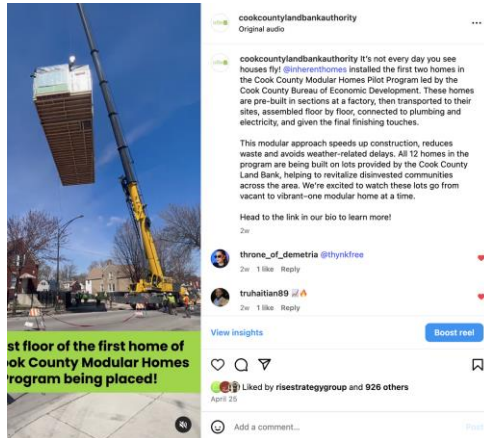 cookcountylandbankauthority
Original audio
cookcountylandbankauthority It's not every day you see
houses fly! @inherenthomes installed the first two homes in
the Cook County Modular Homes Pilot Program led by the
Cook County Bureau of Economic Development. These homes
are pre-built in sections at a factory, then transported to their
sites, assembled floor by floor, connected to plumbing and
electricity, and given the final finishing touches.
This modular approach speeds up construction, reduces
waste and avoids weather-related delays. All 12 homes in the
program are being built on lots provided by the Cook County
Land Bank, helping to revitalize disinvested communities
across the area. We're excited to watch these lots go from
vacant to vibrant–one modular home at a time.
Head to the link in our bio to learn more!
2w
throne_of_demetria @thynkfree
2w 1 like Reply
truhaitian89 📈🔥
2w 1 like Reply
View insights
Boost reel
Liked by risestrategygroup and 926 others
April 25
Add a comment...
Post
st floor of the first home of
ook County Modular Homes
Program being placed!